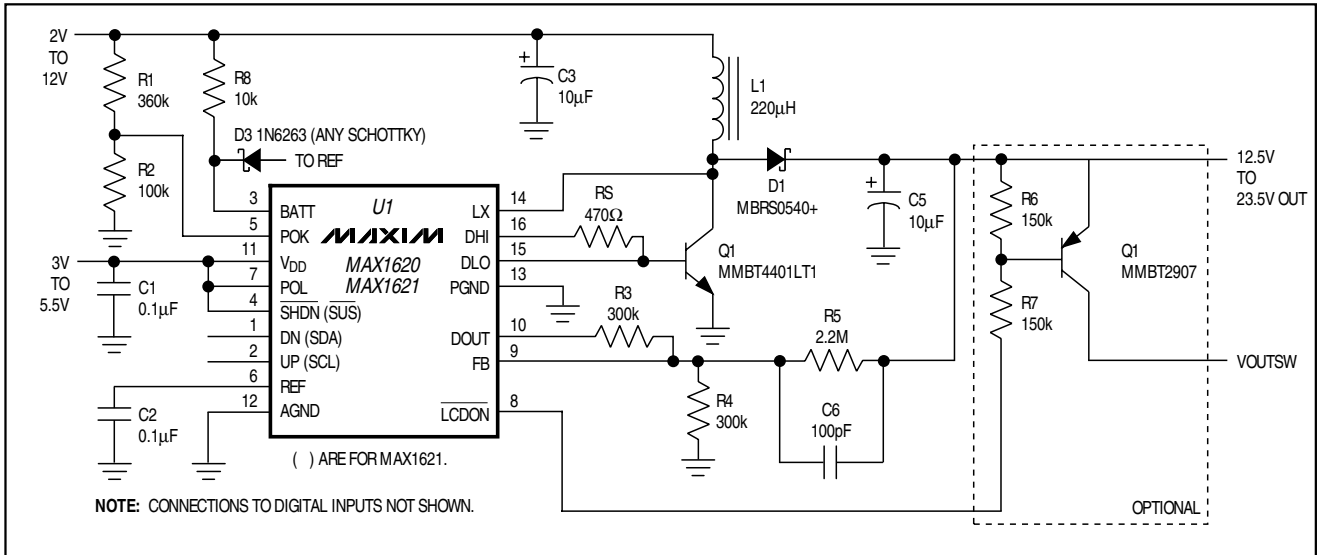 2V
TO
12V
R1
360k
R8
10k
C3
10µF
+
L1
220µH
D3 1N6263 (ANY SCHOTTKY)
TO REF
R2
100k
3V
TO
5.5V
C1
0.1µF
C2
0.1µF
3
5
11
7
4
1
2
6
12
BATT
POK
VDD
POL
SHDN (SUS)
DN (SDA)
UP (SCL)
REF
AGND
U1
MAXIM
MAX1620
MAX1621
LX
DHI
DLO
PGND
DOUT
FB
LCDON
14
16
15
13
10
9
8
RS
470Ω
R3
300k
D1
MBRS0540+
Q1
MMBT4401LT1
+
C5
10µF
R4
300k
R5
2.2M
C6
100pF
R6
150k
R7
150k
Q1
MMBT2907
12.5V
TO
23.5V OUT
VOUTSW
OPTIONAL
( ) ARE FOR MAX1621.
NOTE: CONNECTIONS TO DIGITAL INPUTS NOT SHOWN.